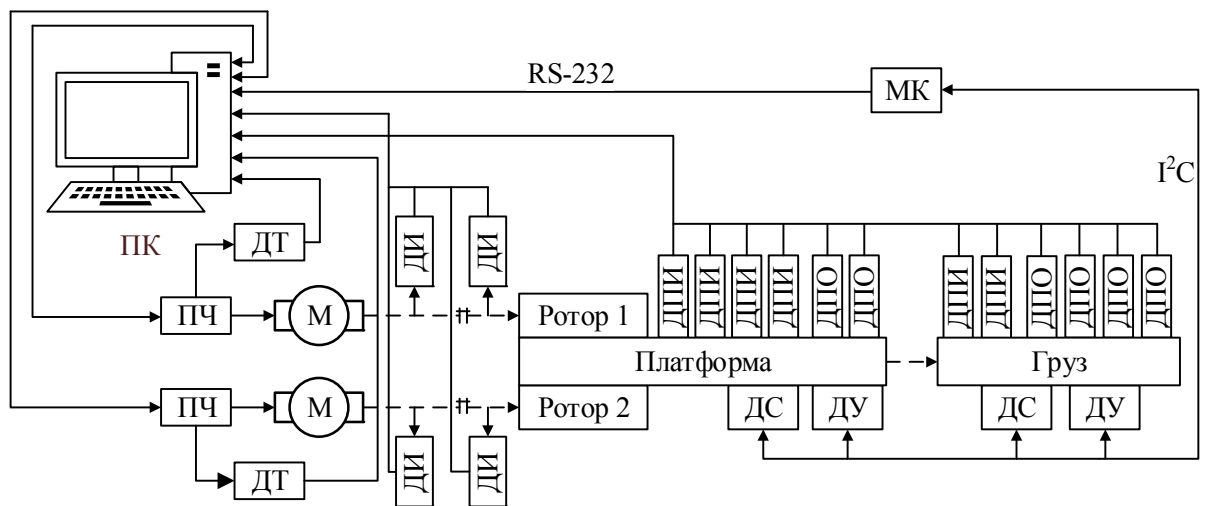 RS-232
МК
I²C
ПК
ДТ
ДИ
ДИ
ПЧ
М
Ротор 1
ДПИ
ДПИ
ДПИ
ДПИ
ДПО
ДПО
ДПИ
ДПИ
ДПО
ДПО
ДПО
ДПО
Платформа
Груз
ПЧ
М
Ротор 2
ДС
ДУ
ДС
ДУ
ДТ
ДИ
ДИ